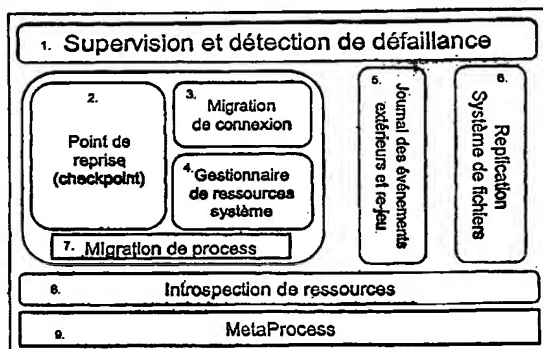 1. Supervision et détection de défaillance
2.
Point de
reprise
(checkpoint)
3. Migration
de connexion
4. Gestionnaire
de ressources
système
7. Migration de process
5. Journal des événements
extérieurs et re-jeu.
6. Replication
Système de fichiers
8. Introspection de ressources
9. MetaProcess